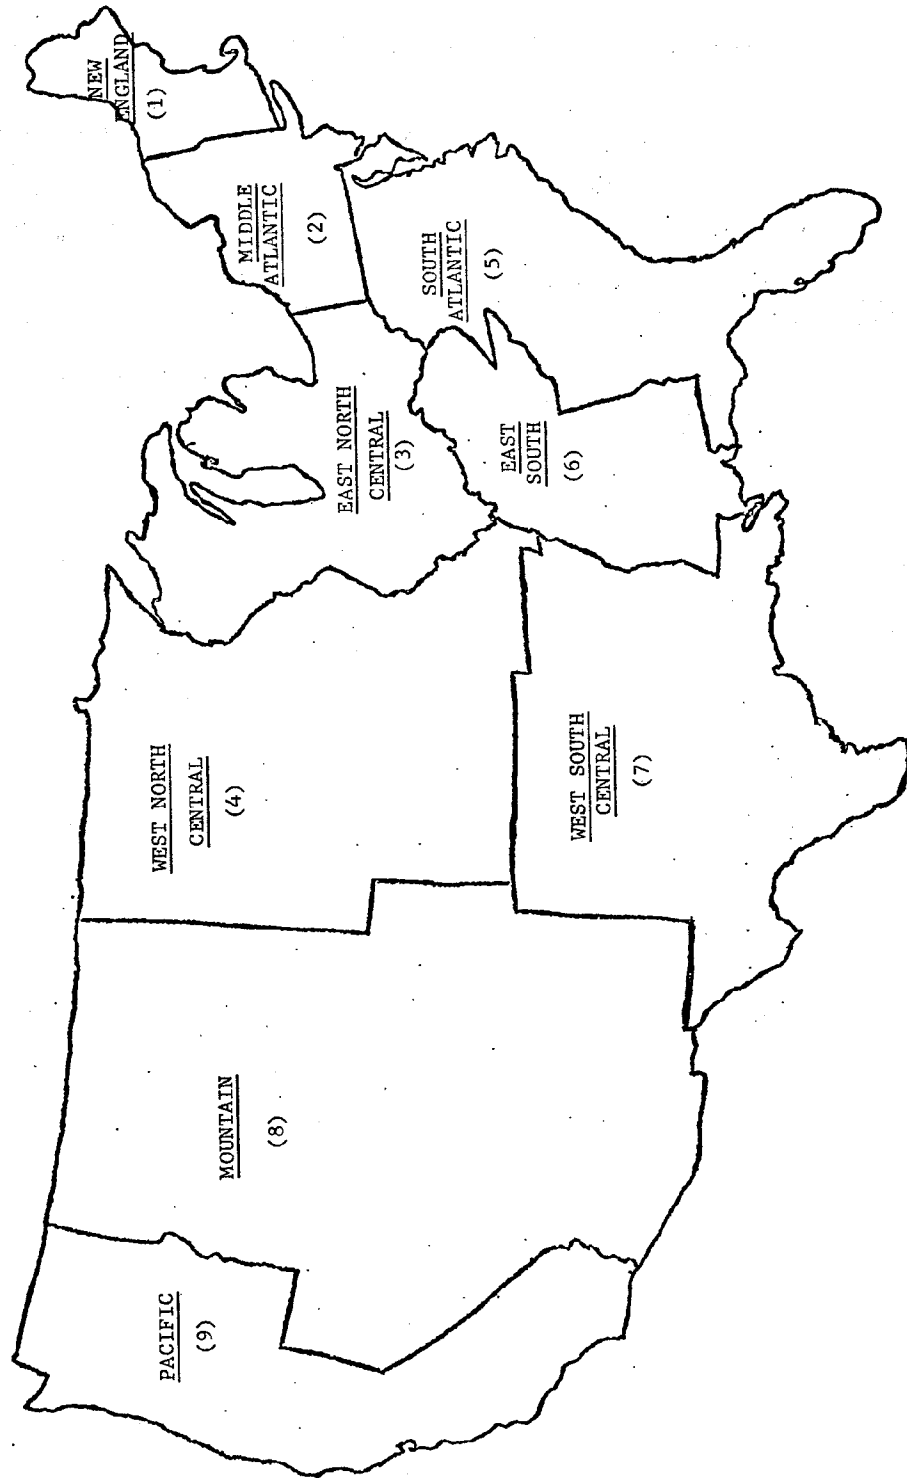 NEW
ENGLAND
(1)
MIDDLE
ATLANTIC
(2)
EAST NORTH
CENTRAL
(3)
WEST NORTH
CENTRAL
(4)
SOUTH
ATLANTIC
(5)
EAST
SOUTH
(6)
WEST SOUTH
CENTRAL
(7)
MOUNTAIN
(8)
PACIFIC
(9)